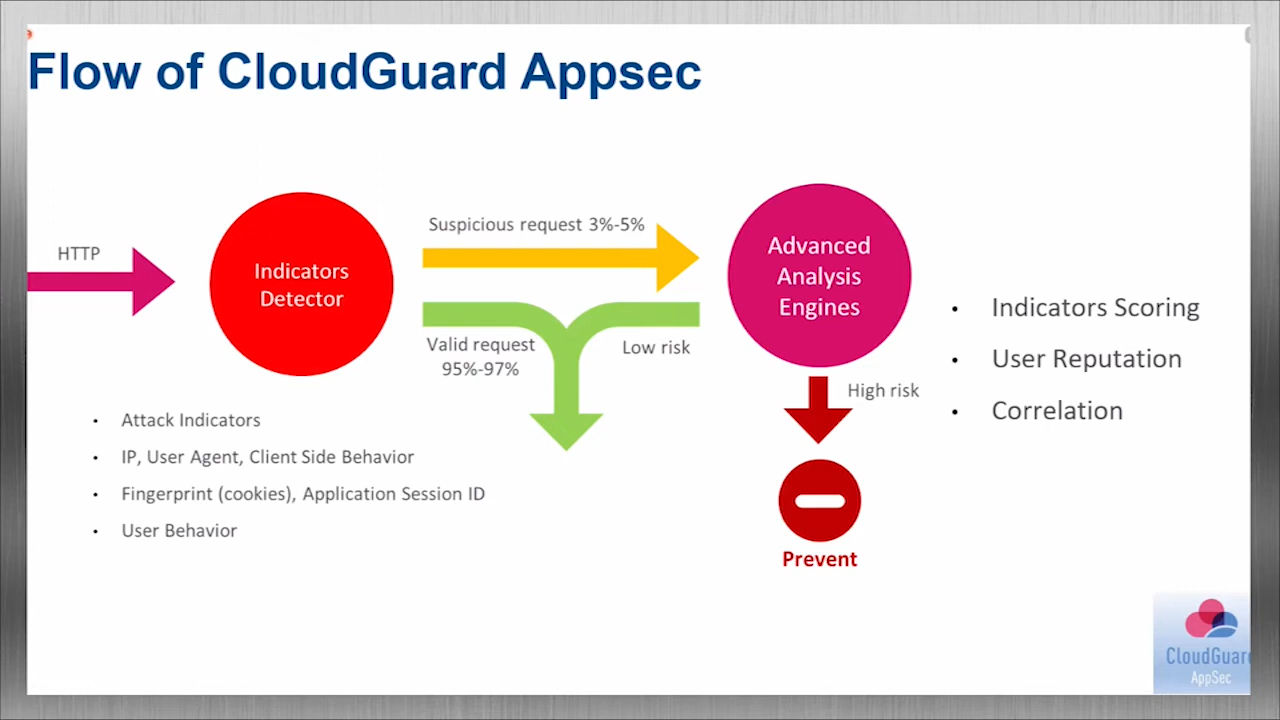 Flow of CloudGuard Appsec
HTTP
Indicators
Detector
Suspicious request 3%-5%
Valid request
95%-97%
Low risk
Advanced
Analysis
Engines
High risk
Prevent
• Indicators Scoring
• User Reputation
• Correlation
• Attack Indicators
• IP, User Agent, Client Side Behavior
• Fingerprint (cookies), Application Session ID
• User Behavior
CloudGuar
AppSec